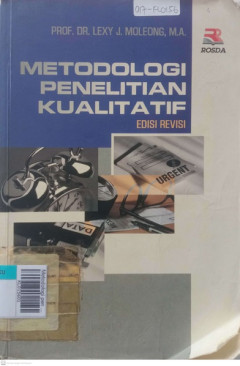 PROF. DR. LEXY J. MOLEONG, M.A.
ROSDA
METODOLOGI
PENELITIAN
KUALITATIF
EDISI REVISI
URGENT
DATA